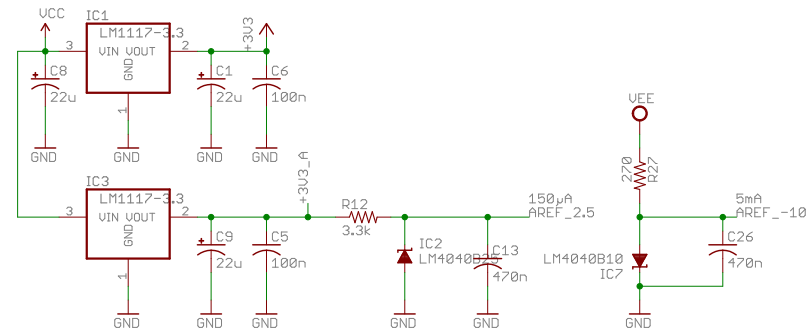 VCC
IC1
LM1117-3.3
3
VIN VOUT
2
GND
1
+3V3
C8
22u
C1
22u
C6
100n
GND
GND
GND
GND
IC3
LM1117-3.3
3
VIN VOUT
2
GND
1
+3V3_A
C9
22u
C5
100n
GND
GND
GND
R12
3.3k
150µA
AREF_2.5
IC2
LM4040B25
C13
470n
GND
GND
VEE
270
R27
5mA
AREF_-10
LM4040B10
IC7
C26
470n
GND